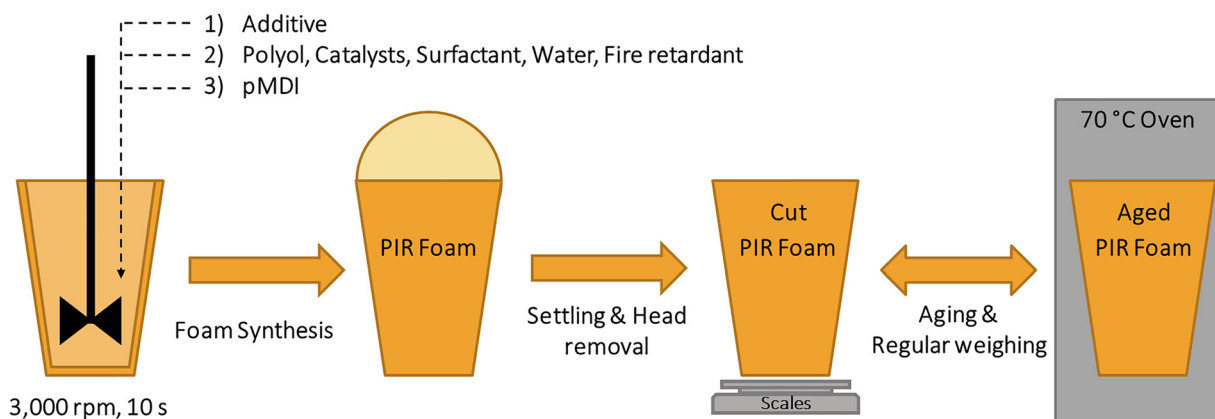 1) Additive
2) Polyol, Catalysts, Surfactant, Water, Fire retardant
3) pMDI
3,000 rpm, 10 s
Foam Synthesis
PIR Foam
Settling & Head
removal
Cut
PIR Foam
Scales
Aging &
Regular weighing
70 °C Oven
Aged
PIR Foam